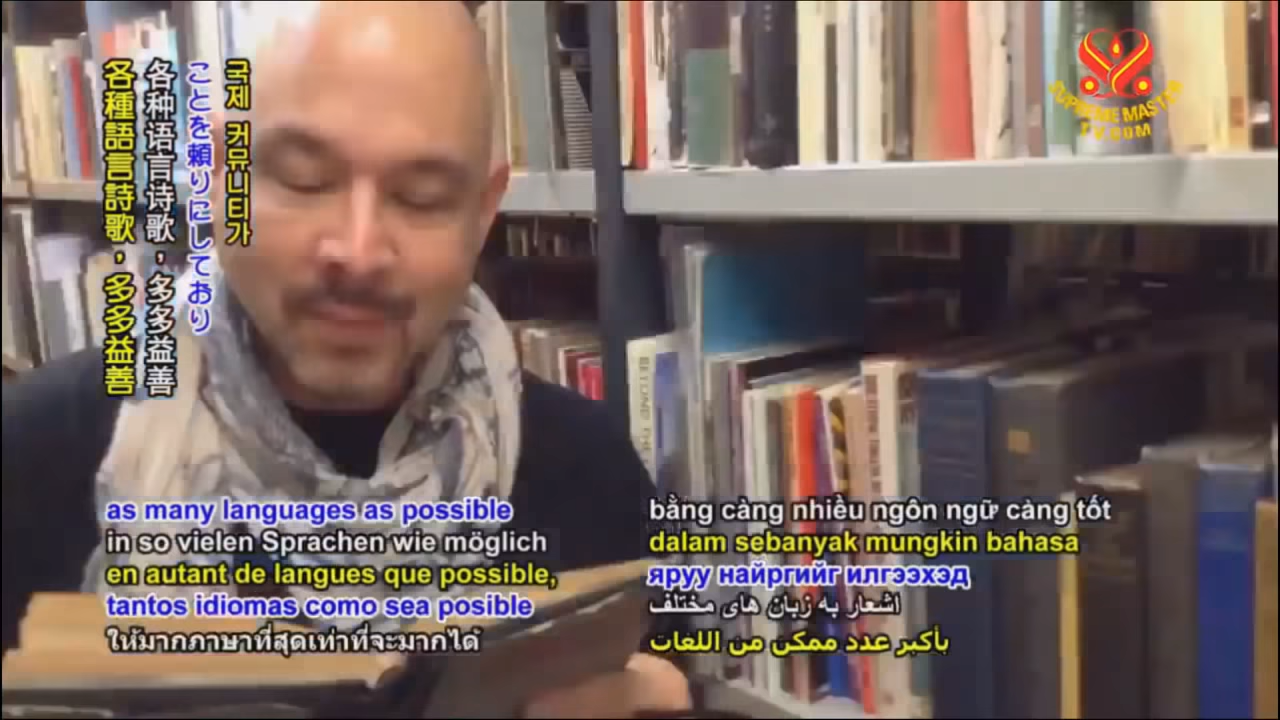 국제 커뮤니티가
ことを頼りにしており
各种语言诗歌，多多益善
各種語言詩歌，多多益善
SUPREME MASTER
TV.COM
as many languages as possible
in so vielen Sprachen wie möglich
en autant de langues que possible,
tantos idiomas como sea posible
ให้มากภาษาที่สุดเท่าที่จะมากได้
bằng càng nhiều ngôn ngữ càng tốt
dalam sebanyak mungkin bahasa
яруу найргийг илгээхэд
اشعار به زبان های مختلف
بأكبر عدد ممكن من اللغات
BEYOND THE